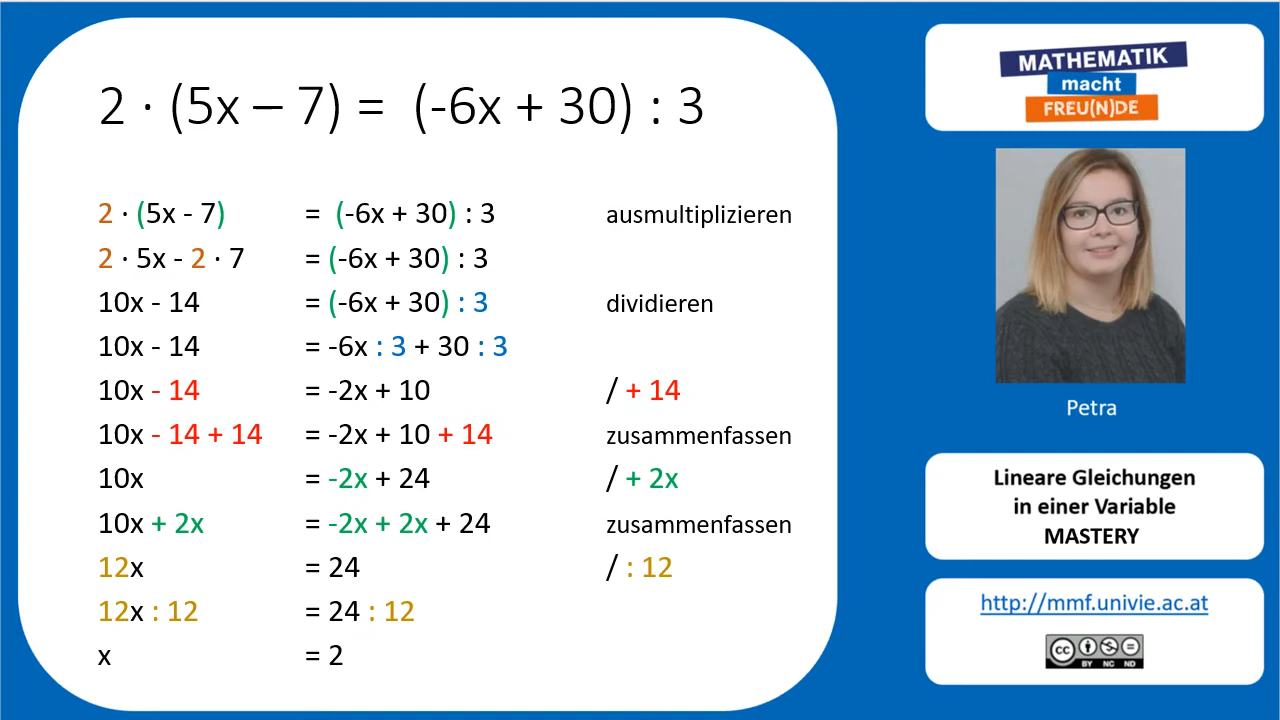 2 · (5x – 7) = (-6x + 30) : 3
2 · (5x - 7) = (-6x + 30) : 3 ausmultiplizieren
2 · 5x - 2 · 7 = (-6x + 30) : 3
10x - 14 = (-6x + 30) : 3 dividieren
10x - 14 = -6x : 3 + 30 : 3
10x - 14 = -2x + 10 / + 14
10x - 14 + 14 = -2x + 10 + 14 zusammenfassen
10x = -2x + 24 / + 2x
10x + 2x = -2x + 2x + 24 zusammenfassen
12x = 24 / : 12
12x : 12 = 24 : 12
x = 2
MATHEMATIK
macht
FREU(N)DE
Petra
Lineare Gleichungen
in einer Variable
MASTERY
http://mmf.univie.ac.at
cc
BY NC ND